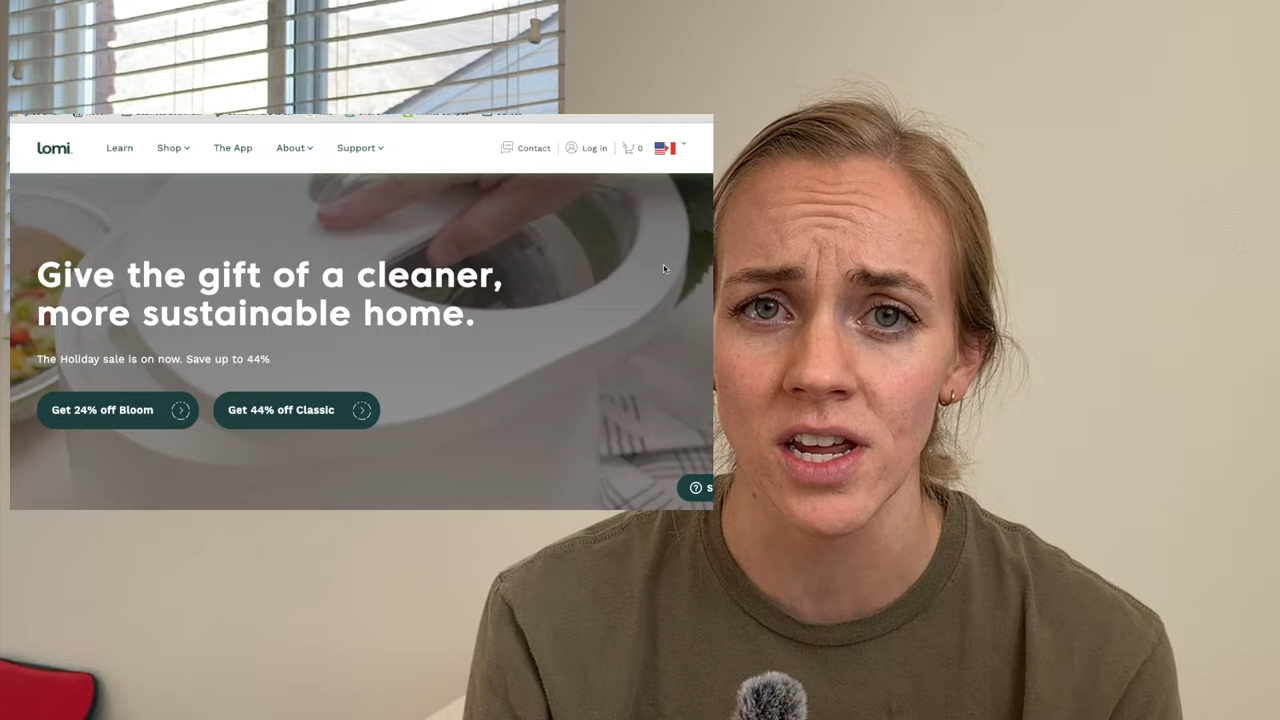 lomi
Learn Shop The App About Support Contact Log in 0
Give the gift of a cleaner,
more sustainable home.
The Holiday sale is on now. Save up to 44%
Get 24% off Bloom Get 44% off Classic
? S